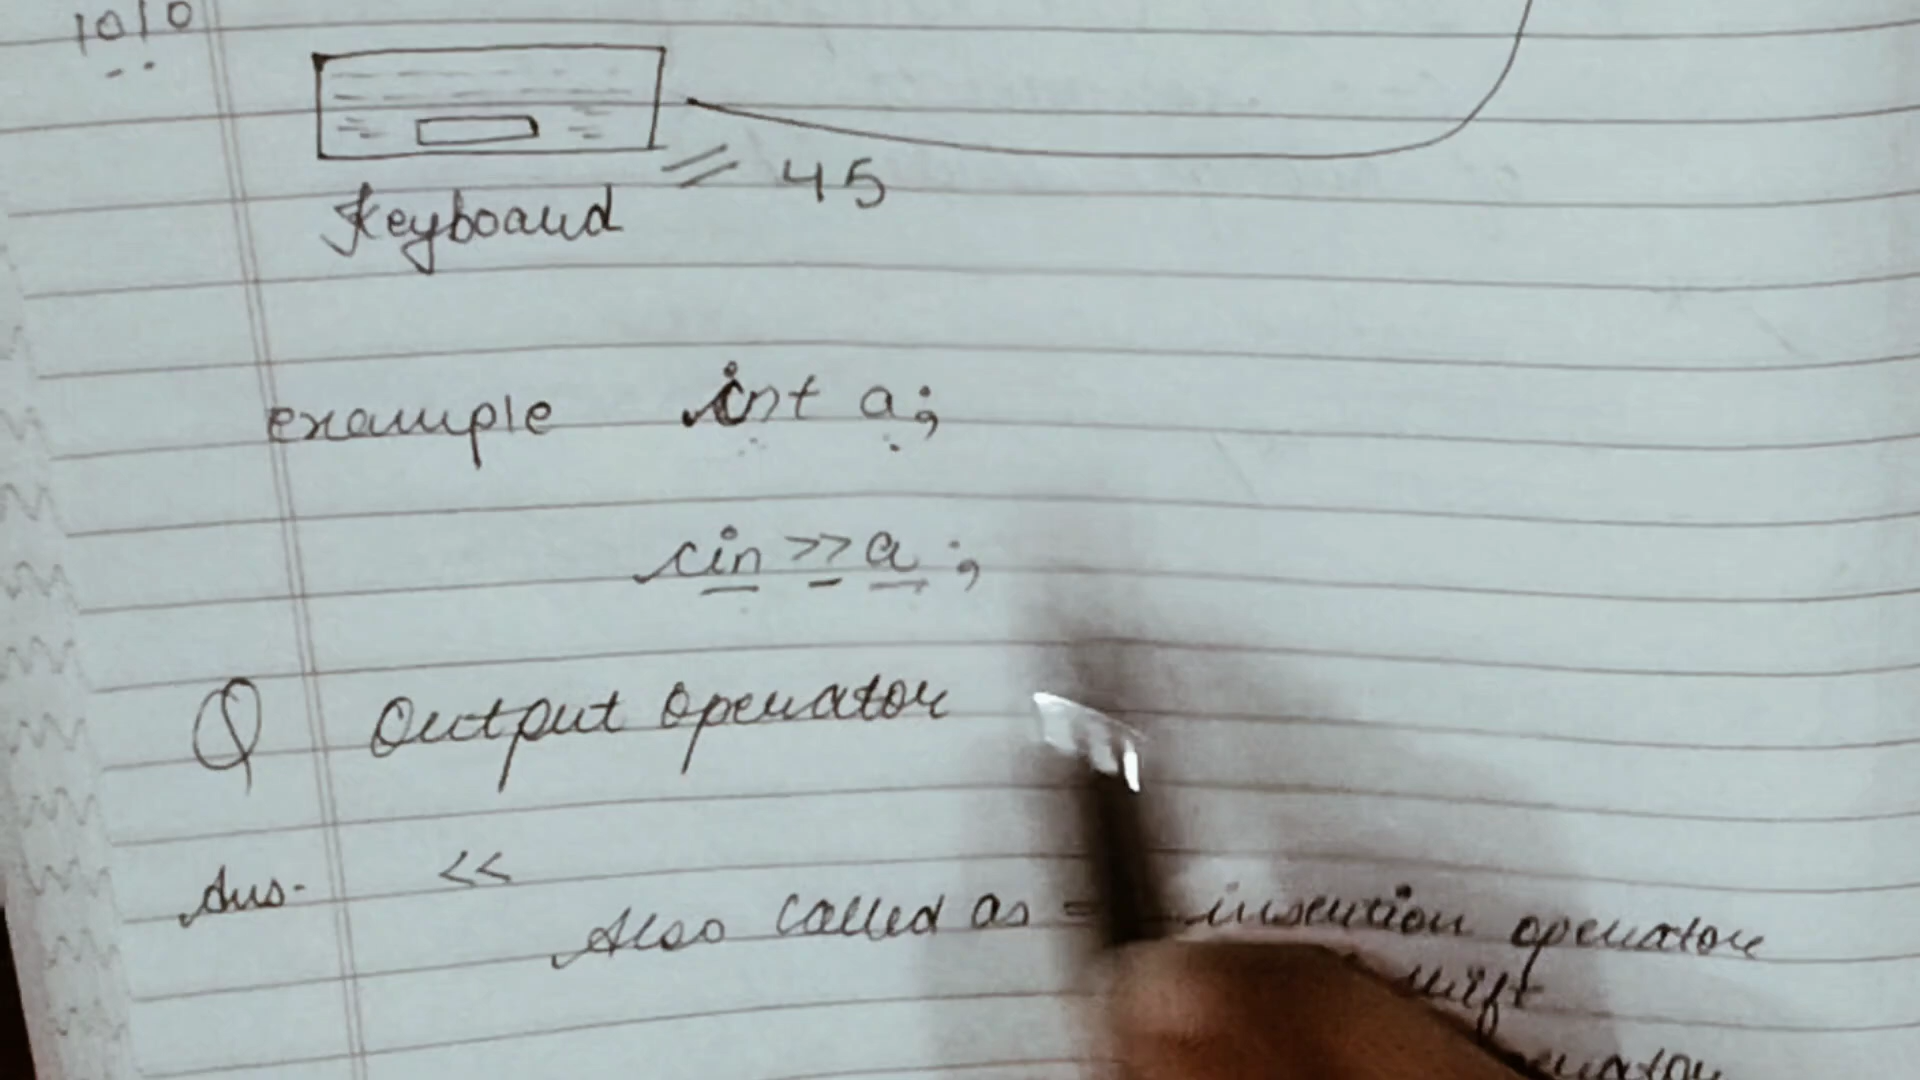 1010
45
Keyboard
example int a;
cin >> a;
Q Output operator
Ans. <<
Also called as = insertion operator